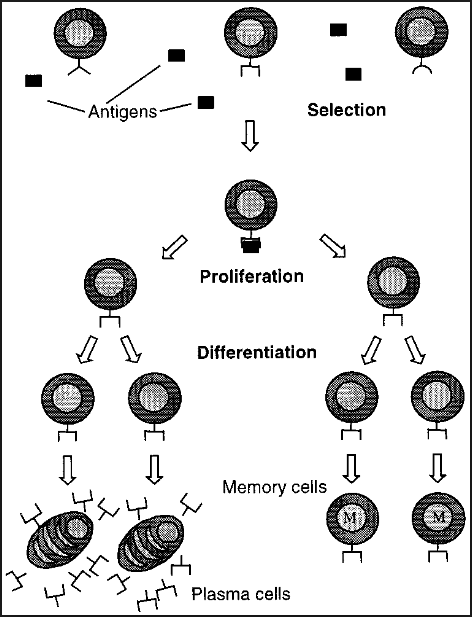 Antigens
Selection
Proliferation
Differentiation
Memory cells
M
M
Plasma cells